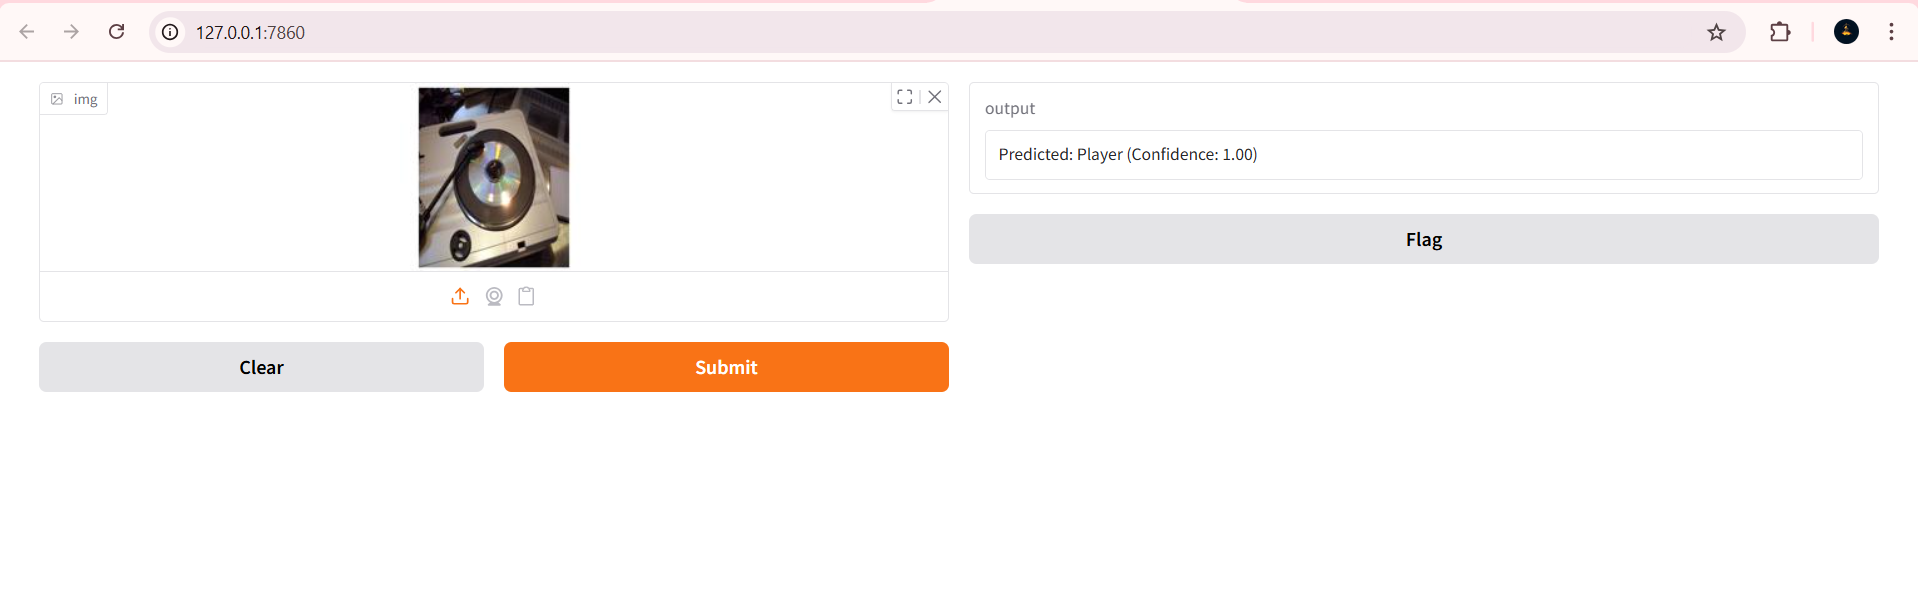 127.0.0.1:7860
img
output
Predicted: Player (Confidence: 1.00)
Flag
Clear
Submit